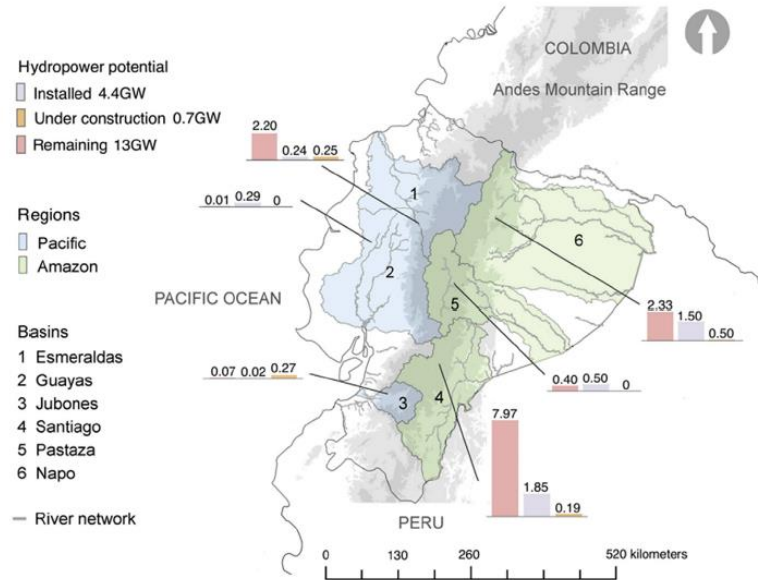 COLOMBIA
Andes Mountain Range
Hydropower potential
Installed 4.4GW
Under construction 0.7GW
Remaining 13GW
2.20
0.24 0.25
0.01 0.29 0
1
Regions
Pacific
Amazon
6
2
PACIFIC OCEAN
5
2.33
1.50
0.50
Basins
1 Esmeraldas
2 Guayas
3 Jubones
4 Santiago
5 Pastaza
6 Napo
0.07 0.02 0.27
0.40 0.50 0
3
4
7.97
1.85
0.19
River network
PERU
0 130 260 520 kilometers